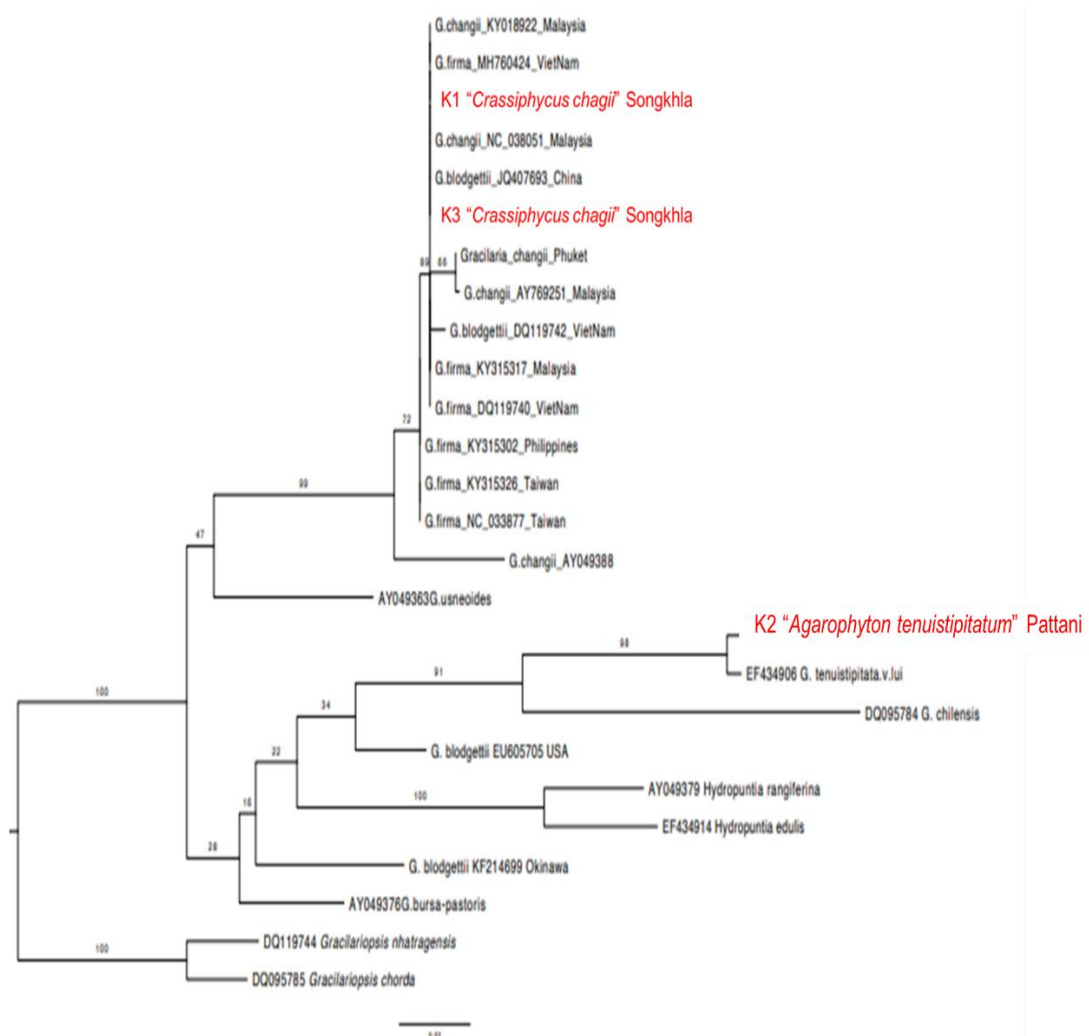 G.changii_KY018922_Malaysia
G.firma_MH760424_VietNam
K1 “Crassiphycus chagii” Songkhla
G.changii_NC_038051_Malaysia
G.blodgettii_JQ407693_China
K3 “Crassiphycus chagii” Songkhla
89 66 Gracilaria_changii_Phuket
G.changii_AY769251_Malaysia
G.blodgettii_DQ119742_VietNam
G.firma_KY315317_Malaysia
G.firma_DQ119740_VietNam
72
G.firma_KY315302_Philippines
99 G.firma_KY315326_Taiwan
G.firma_NC_033877_Taiwan
47
G.changii_AY049388
AY049363G.usneoides
K2 “Agarophyton tenuistipitatum” Pattani
98
91 EF434906 G. tenuistipitata.v.lui
100
34 DQ095784 G. chilensis
22 G. blodgettii EU605705 USA
100 AY049379 Hydropuntia rangiferina
16
EF434914 Hydropuntia edulis
28 G. blodgettii KF214699 Okinawa
AY049376G.bursa-pastoris
100 DQ119744 Gracilariopsis nhatragensis
DQ095785 Gracilariopsis chorda